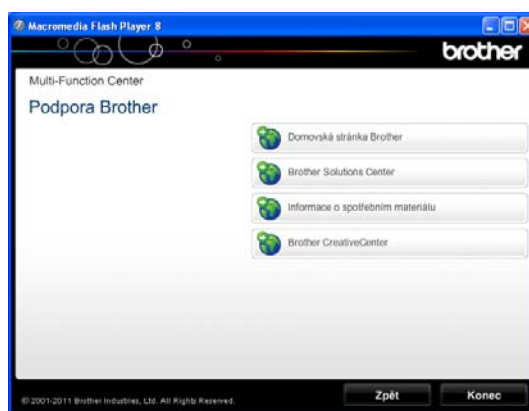 Macromedia Flash Player 8
brother
Multi-Function Center
Podpora Brother
Domovská stránka Brother
Brother Solutions Center
Informace o spotřebním materiálu
Brother CreativeCenter
© 2001-2011 Brother Industries, Ltd. All Rights Reserved.
Zpět
Konec